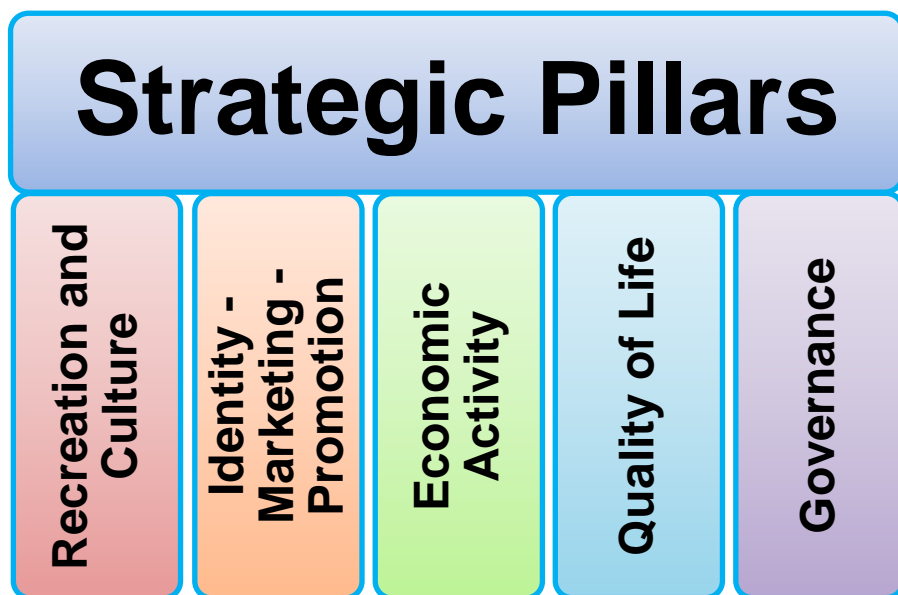 Strategic Pillars
Recreation and
Culture
Identity -
Marketing -
Promotion
Economic
Activity
Quality of Life
Governance